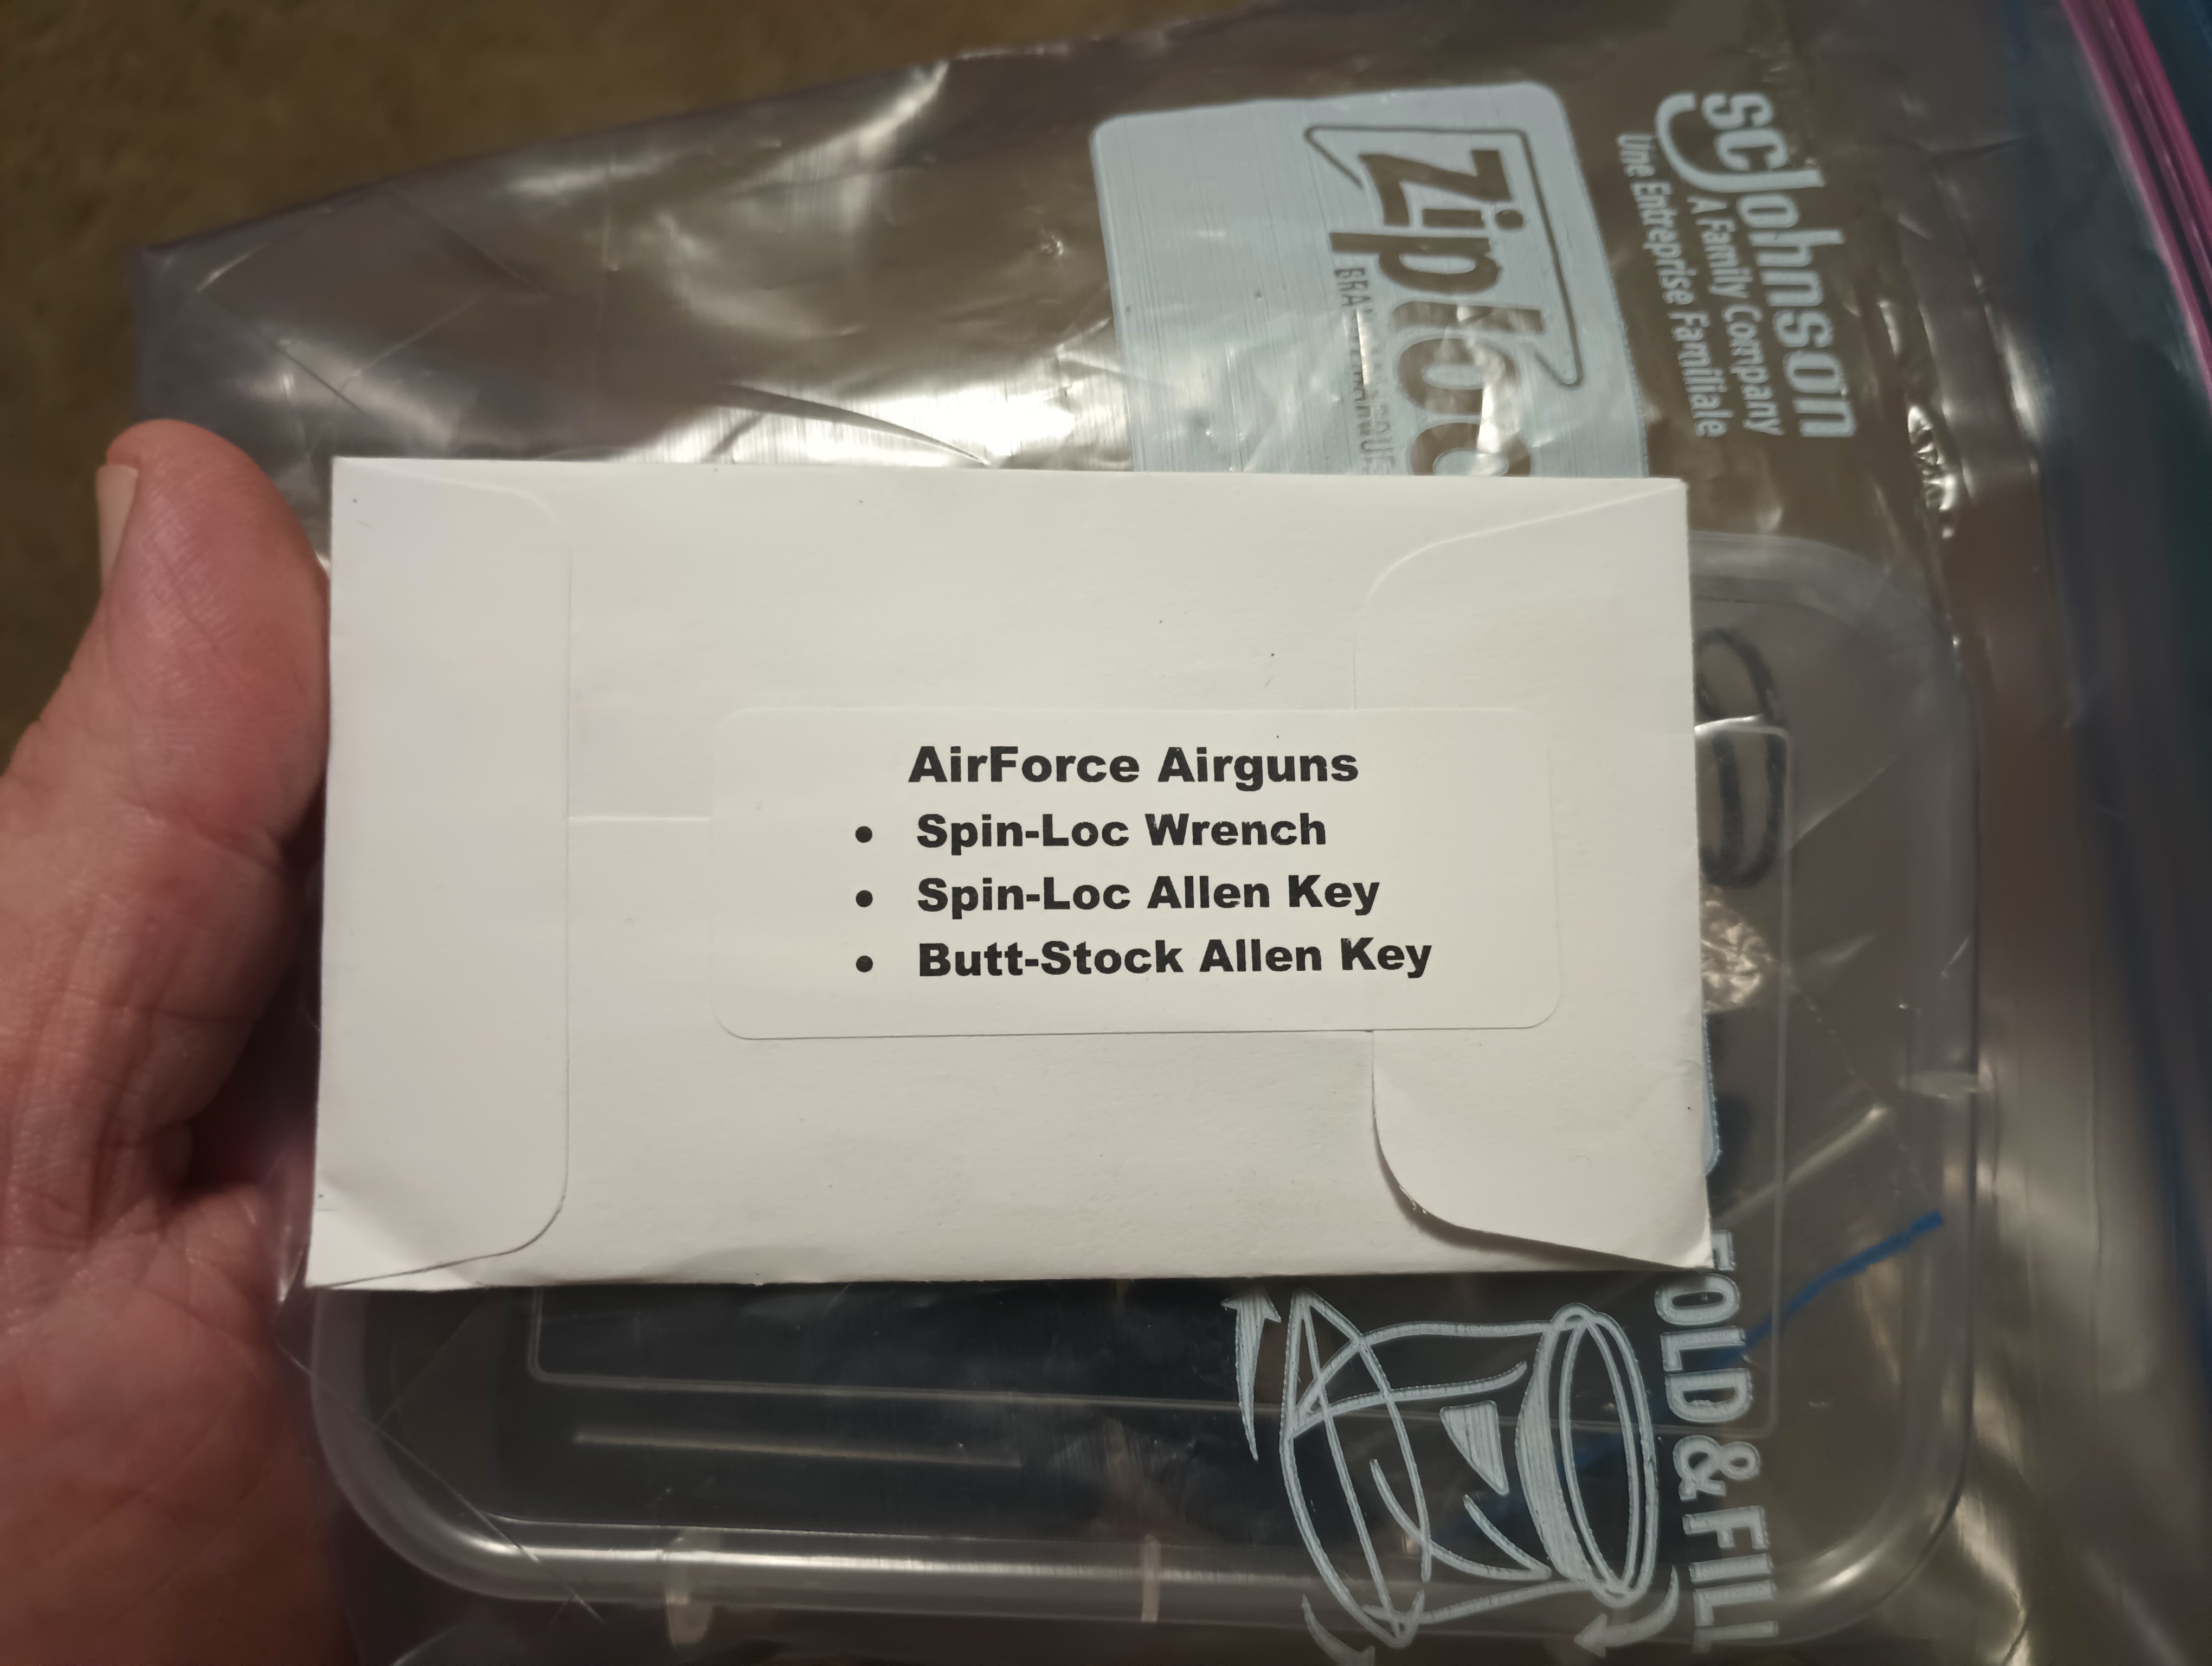 Ziploc
BRAND
scJohnson
A Family Company
Une Entreprise Familiale
AirForce Airguns
• Spin-Loc Wrench
• Spin-Loc Allen Key
• Butt-Stock Allen Key
FOLD & FILL